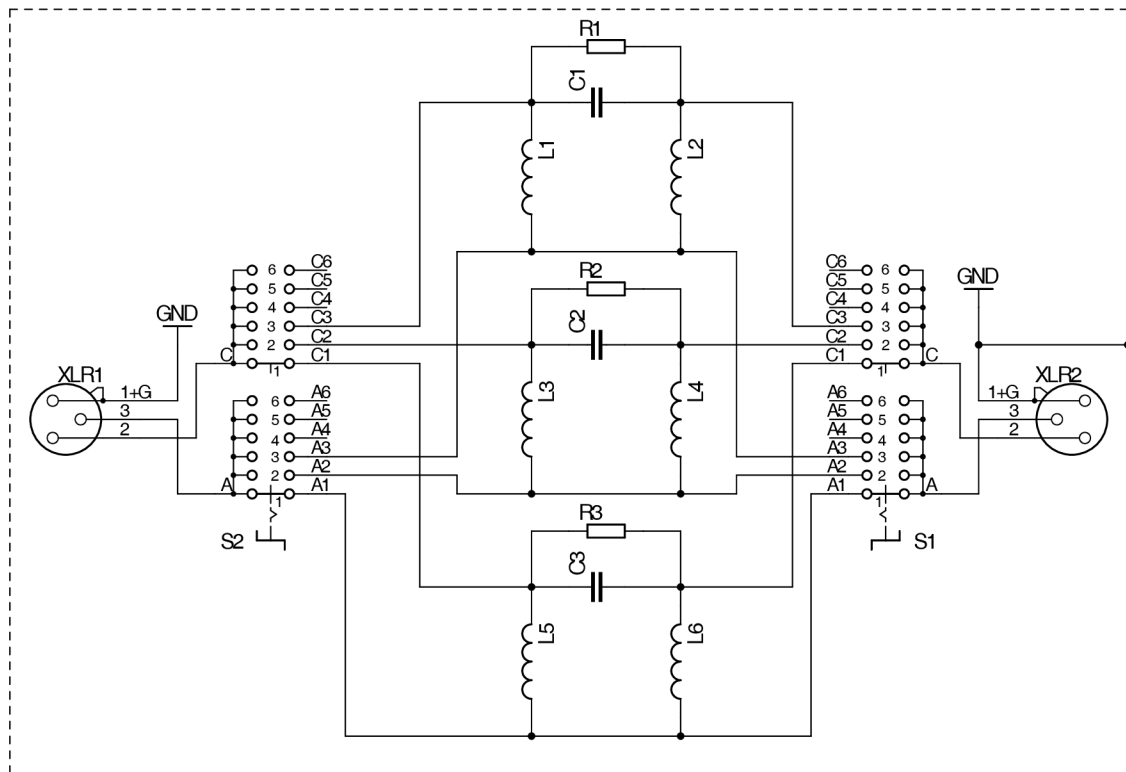 R1
C1
L1 L2
6 C6 C6 6
5 C5 R2 C5 5
GND 4 C4 C4 4 GND
3 C3 C2 C3 3
2 C2 C2 2
C 1 C1 C1 1 C
XLR1 XLR2
1+G 6 A6 L3 L4 A6 6 1+G
3 5 A5 A5 5 3
2 4 A4 A4 4 2
3 A3 A3 3
2 A2 A2 2
A 1 A1 A1 1 A
R3
S2 S1
C3
L5 L6